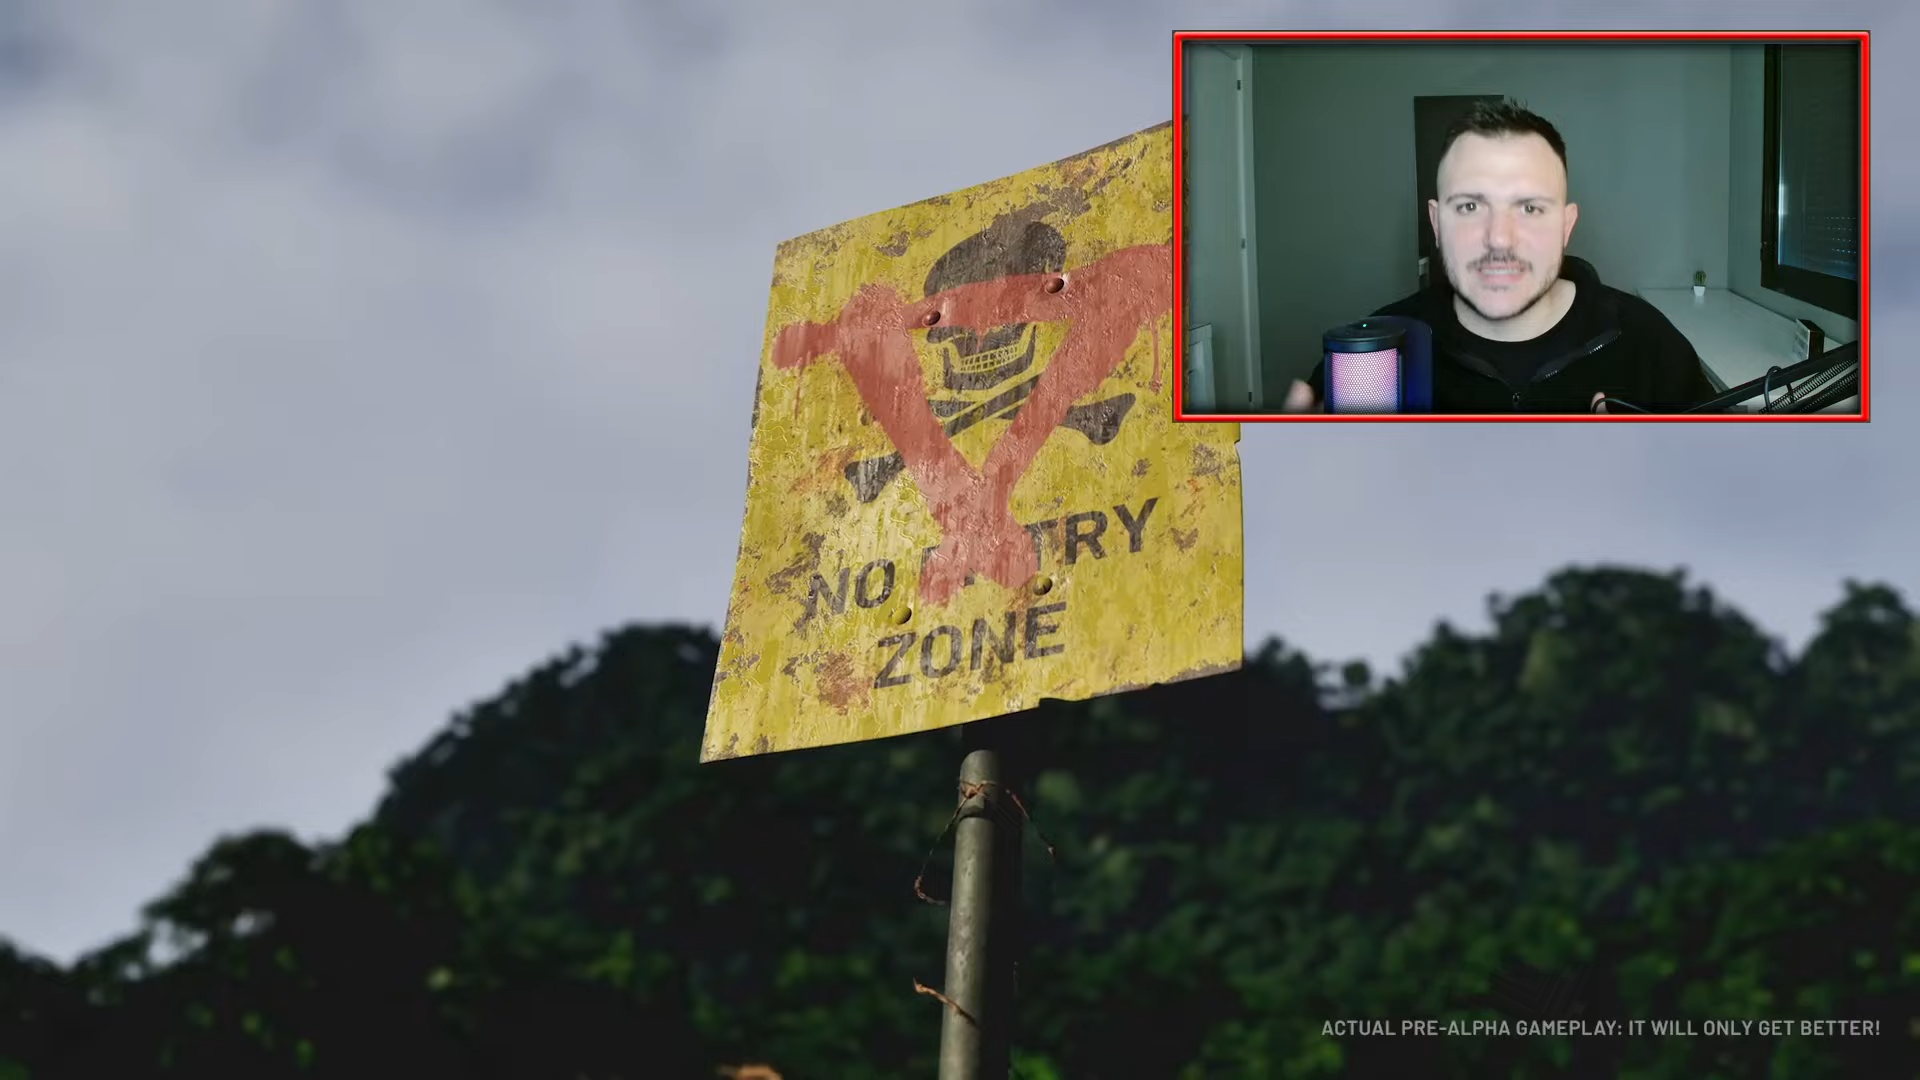 NO TRY
ZONE
ACTUAL PRE-ALPHA GAMEPLAY: IT WILL ONLY GET BETTER!